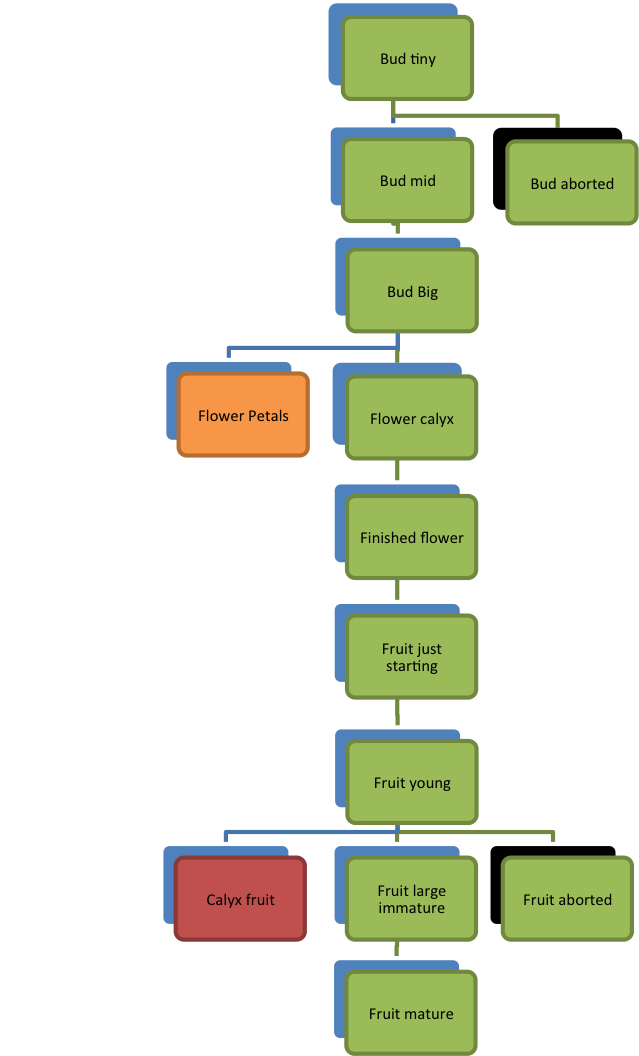 Bud tiny
Bud mid
Bud aborted
Bud Big
Flower Petals
Flower calyx
Finished flower
Fruit just
starting
Fruit young
Calyx fruit
Fruit large
immature
Fruit aborted
Fruit mature